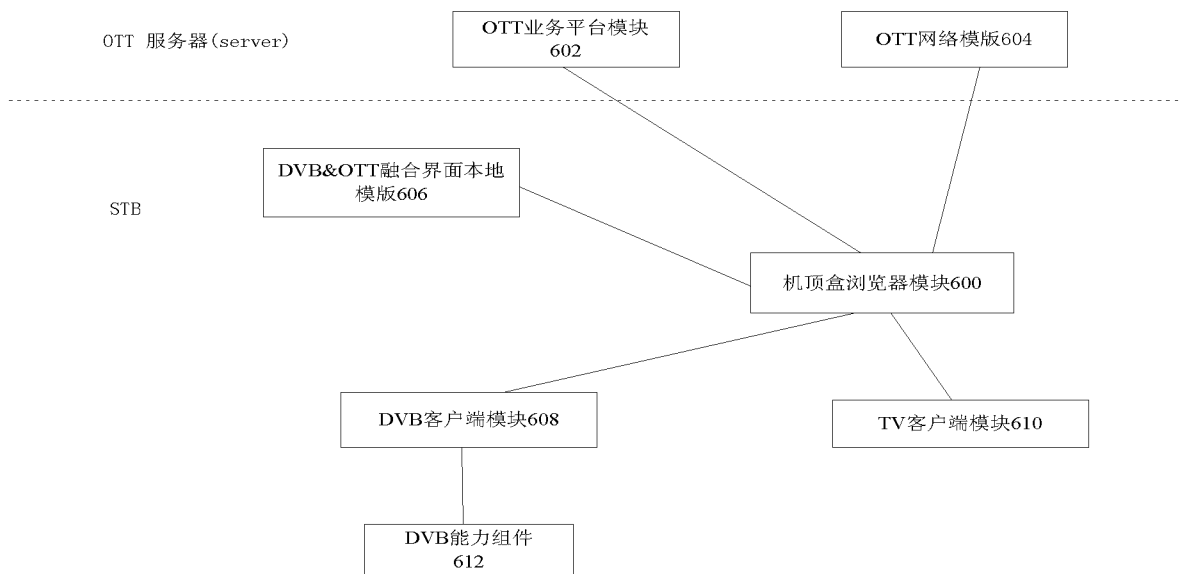 OTT 服务器(server)
OTT业务平台模块
602
OTT网络模版604
STB
DVB&OTT融合界面本地
模版606
机顶盒浏览器模块600
DVB客户端模块608
TV客户端模块610
DVB能力组件
612